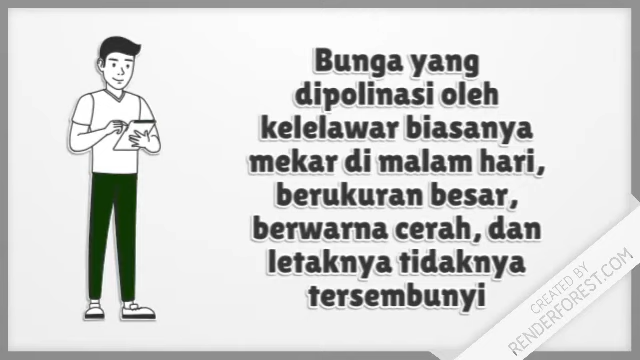 Bunga yang
dipolinasi oleh
kelelawar biasanya
mekar di malam hari,
berukuran besar,
berwarna cerah, dan
letaknya tidaknya
tersembunyi
CREATED BY
RENDERFOREST.COM